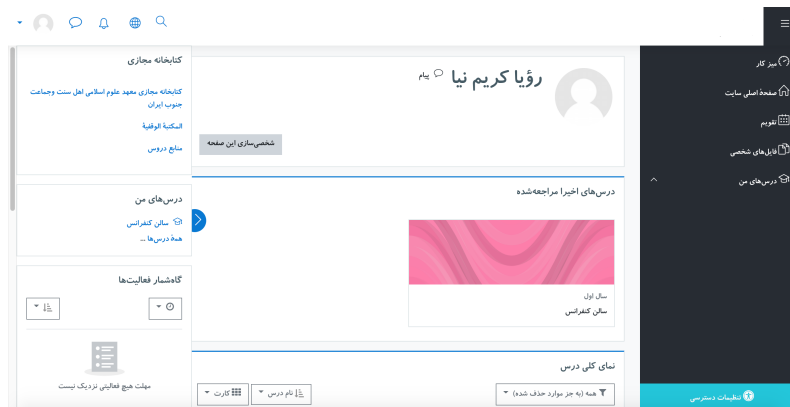 میز کار
صفحهٔ اصلی سایت
تقویم
فایل‌های شخصی
درس‌های من
تنظیمات دسترسی
رؤیا کریم نیا
پیام
شخصی‌سازی این صفحه
درس‌های اخیرا مراجعه‌شده
سال اول
سالن کنفرانس
نمای کلی درس
همه (به جز موارد حذف شده)
نام درس
کارت
کتابخانه مجازی
کتابخانه مجازی معهد علوم اسلامی اهل سنت وجماعت
جنوب ایران
المکتبة الوقفیة
منابع دروس
درس‌های من
سالن کنفرانس
همهٔ درس‌ها ...
گاه‌شمار فعالیت‌ها
مهلت هیچ فعالیتی نزدیک نیست